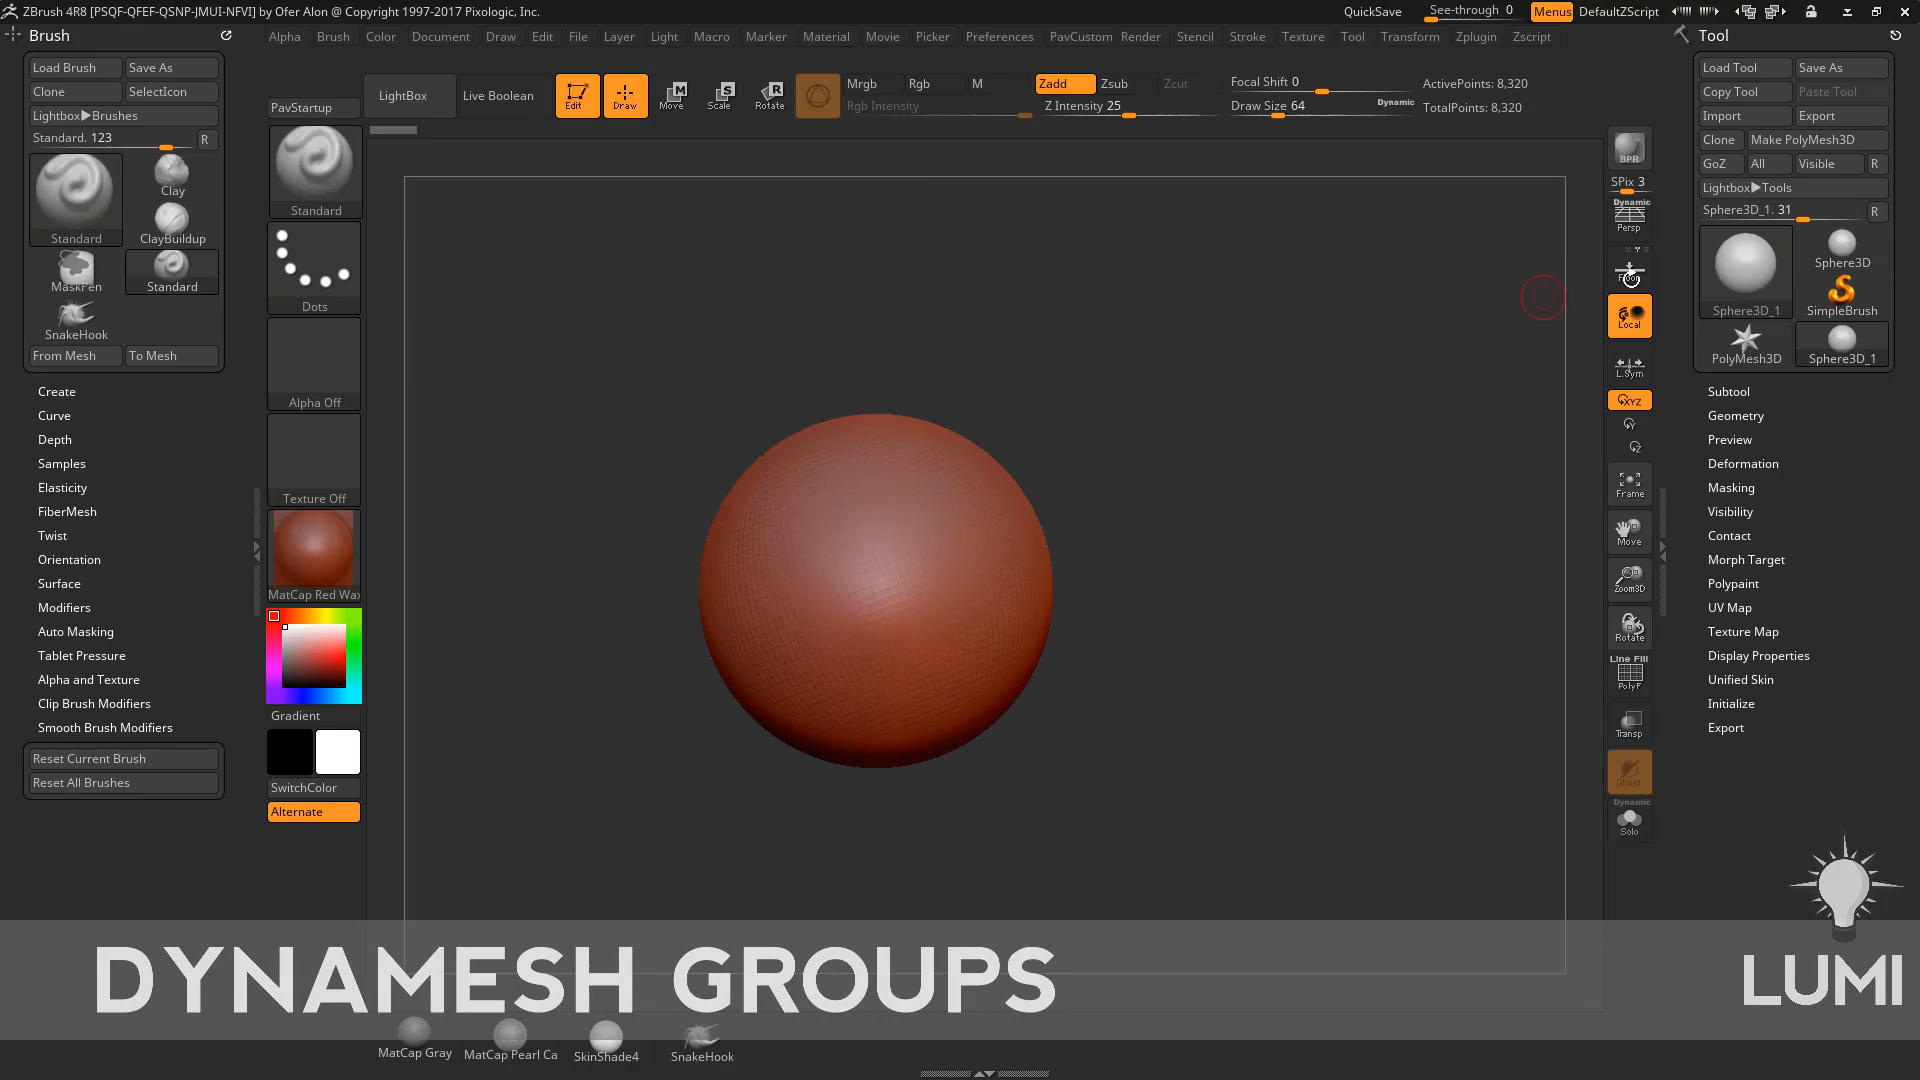 ZBrush 4R8 [PSQF-QFEF-QSNP-JMUI-NFVI] by Ofer Alon @ Copyright 1997-2017 Pixologic, Inc.
QuickSave See-through 0 Menus DefaultZScript
Brush
Alpha Brush Color Document Draw Edit File Layer Light Macro Marker Material Movie Picker Preferences PavCustom Render Stencil Stroke Texture Tool Transform Zplugin Zscript
Tool
Load Brush Save As
Clone SelectIcon
Lightbox▶Brushes
Standard. 123 R
Standard
Clay
ClayBuildup
MaskPen
Standard
SnakeHook
From Mesh To Mesh
Create
Curve
Depth
Samples
Elasticity
FiberMesh
Twist
Orientation
Surface
Modifiers
Auto Masking
Tablet Pressure
Alpha and Texture
Clip Brush Modifiers
Smooth Brush Modifiers
Reset Current Brush
Reset All Brushes
PavStartup
LightBox
Live Boolean
Edit
Draw
M
Move
S
Scale
R
Rotate
Mrgb Rgb M
Rgb Intensity
Zadd Zsub Zcut
Z Intensity 25
Focal Shift 0
Draw Size 64 Dynamic
ActivePoints: 8,320
TotalPoints: 8,320
Standard
Dots
Alpha Off
Texture Off
MatCap Red Wax
Gradient
SwitchColor
Alternate
BPR
SPix 3
Dynamic
Persp
Floor
Local
L.Sym
XYZ
Y
Z
Frame
Move
Zoom3D
Rotate
Line Fill
PolyF
Transp
Ghost
Dynamic
Solo
Load Tool Save As
Copy Tool Paste Tool
Import Export
Clone Make PolyMesh3D
GoZ All Visible R
Lightbox▶Tools
Sphere3D_1. 31 R
Sphere3D_1
Sphere3D
SimpleBrush
PolyMesh3D
Sphere3D_1
Subtool
Geometry
Preview
Deformation
Masking
Visibility
Contact
Morph Target
Polypaint
UV Map
Texture Map
Display Properties
Unified Skin
Initialize
Export
DYNAMESH GROUPS
LUMI
MatCap Gray MatCap Pearl Ca SkinShade4 SnakeHook